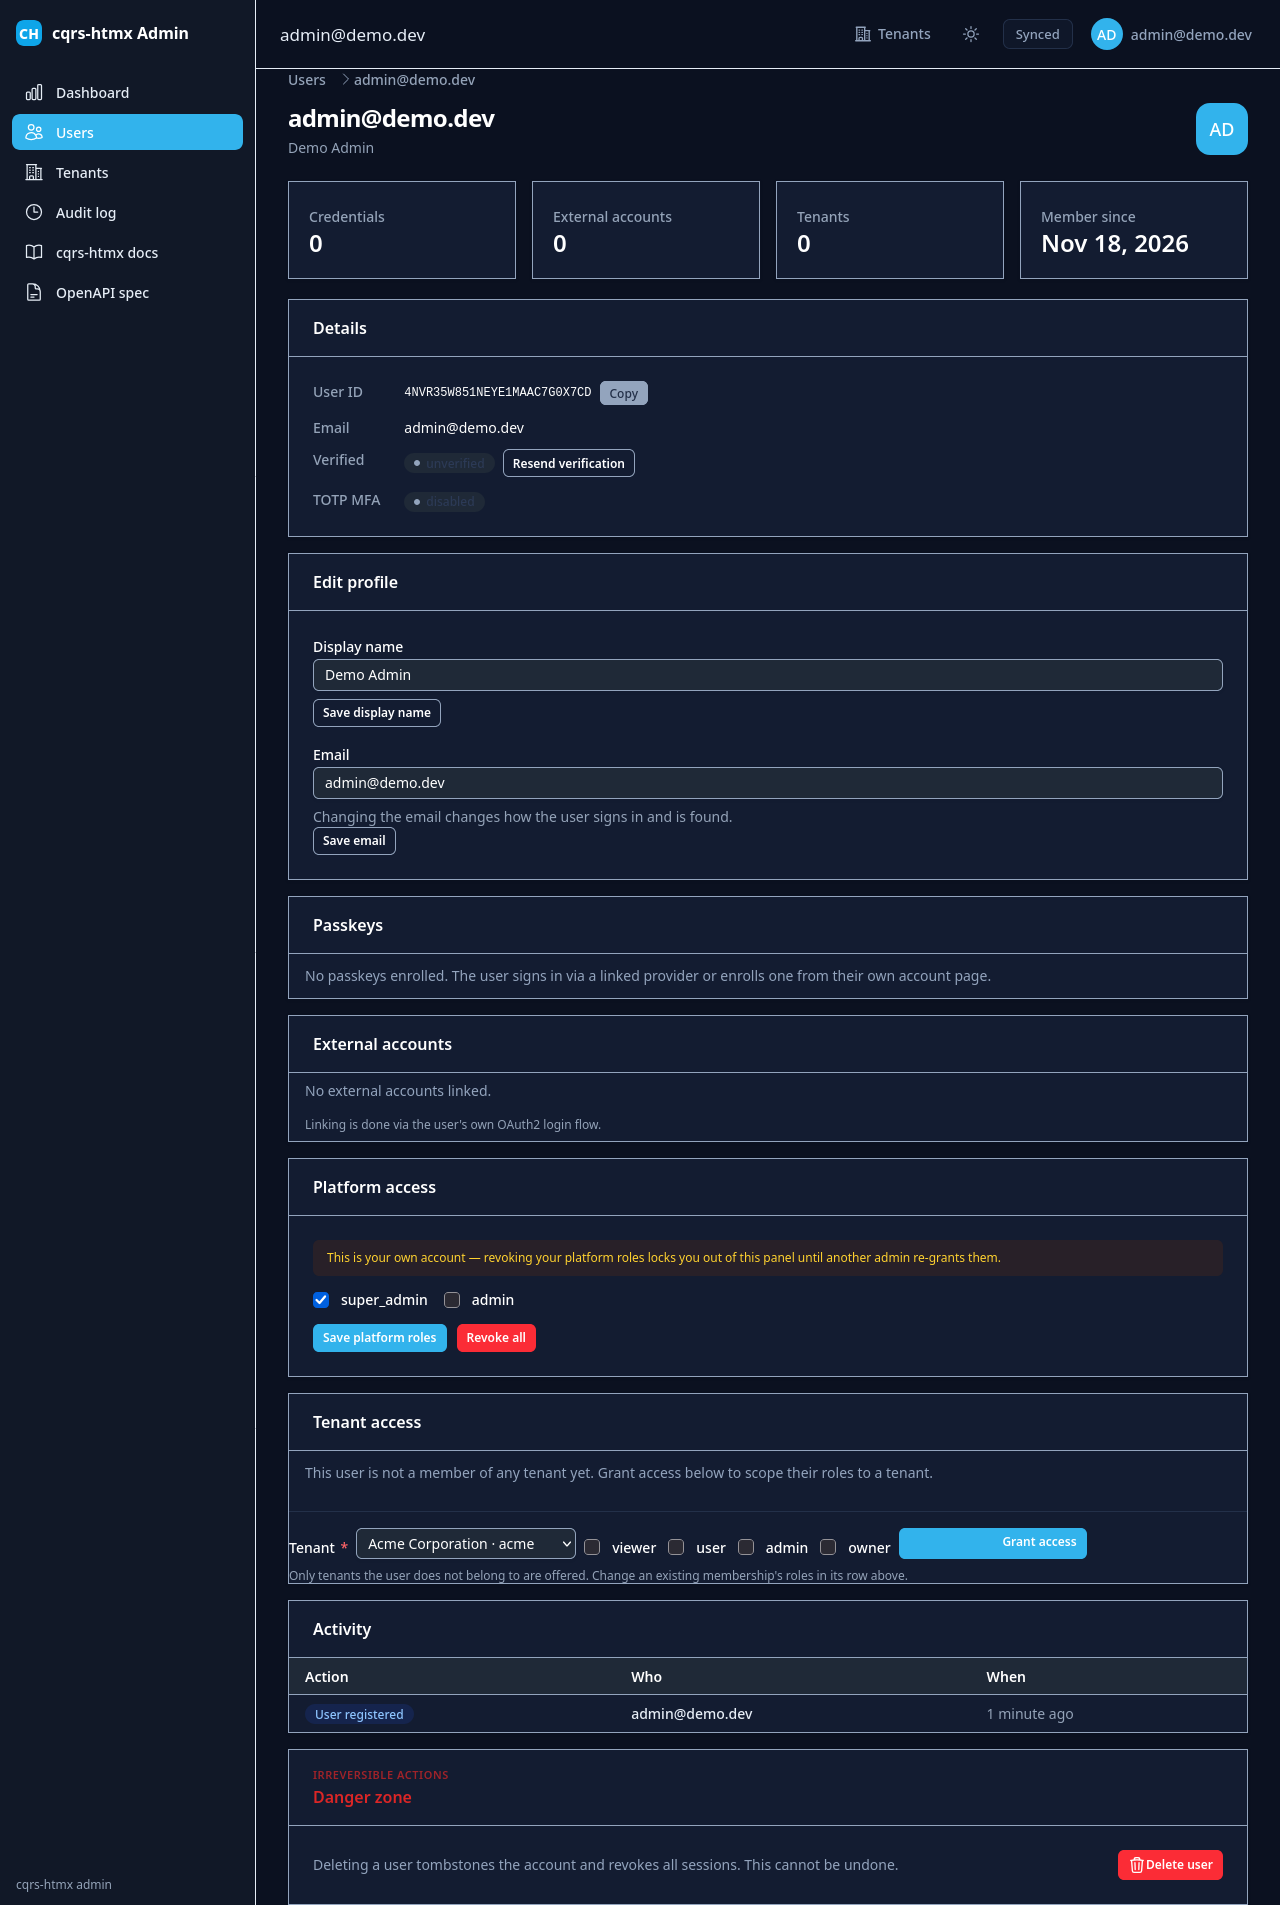 CH cqrs-htmx Admin
Dashboard
Users
Tenants
Audit log
cqrs-htmx docs
OpenAPI spec
cqrs-htmx admin
admin@demo.dev
Tenants
Synced
AD admin@demo.dev
Users admin@demo.dev
admin@demo.dev
Demo Admin
AD
Credentials
0
External accounts
0
Tenants
0
Member since
Nov 18, 2026
Details
User ID 4NVR35W851NEYE1MAAC7G0X7CD Copy
Email admin@demo.dev
Verified unverified Resend verification
TOTP MFA disabled
Edit profile
Display name
Demo Admin
Save display name
Email
admin@demo.dev
Changing the email changes how the user signs in and is found.
Save email
Passkeys
No passkeys enrolled. The user signs in via a linked provider or enrolls one from their own account page.
External accounts
No external accounts linked.
Linking is done via the user's own OAuth2 login flow.
Platform access
This is your own account — revoking your platform roles locks you out of this panel until another admin re-grants them.
super_admin admin
Save platform roles Revoke all
Tenant access
This user is not a member of any tenant yet. Grant access below to scope their roles to a tenant.
Tenant * Acme Corporation · acme viewer user admin owner Grant access
Only tenants the user does not belong to are offered. Change an existing membership's roles in its row above.
Activity
Action Who When
User registered admin@demo.dev 1 minute ago
IRREVERSIBLE ACTIONS
Danger zone
Deleting a user tombstones the account and revokes all sessions. This cannot be undone.
Delete user